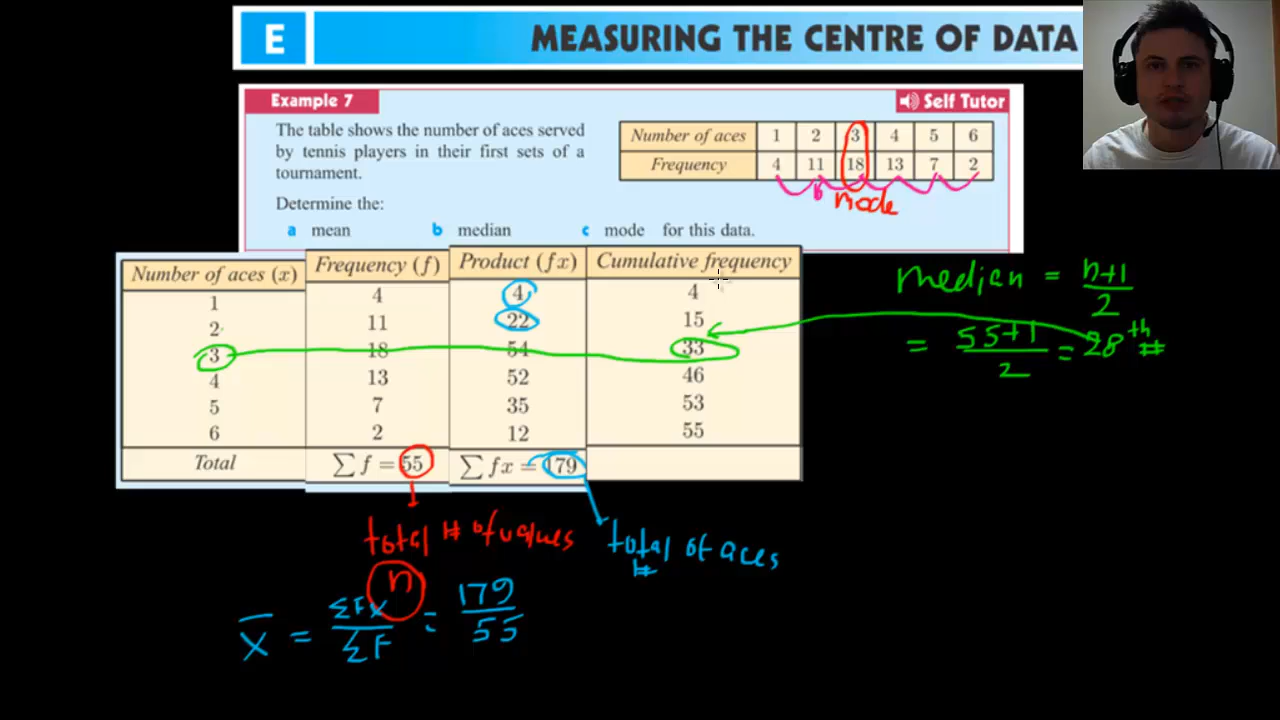 E MEASURING THE CENTRE OF DATA
Example 7 Self Tutor
The table shows the number of aces served
by tennis players in their first sets of a
tournament.
Determine the:
a mean b median c mode for this data.
Number of aces 1 2 3 4 5 6
Frequency 4 11 18 13 7 2
mode
Number of aces (x) Frequency (f) Product (fx) Cumulative frequency
1 4 4 4
2 11 22 15
3 18 54 33
4 13 52 46
5 7 35 53
6 2 12 55
Total ∑ f = 55 ∑ fx = 179
median = n+1/2
= 55+1/2 = 28th #
total # of values
n
total # of aces
x̄ = ΣFx/ΣF = 179/55